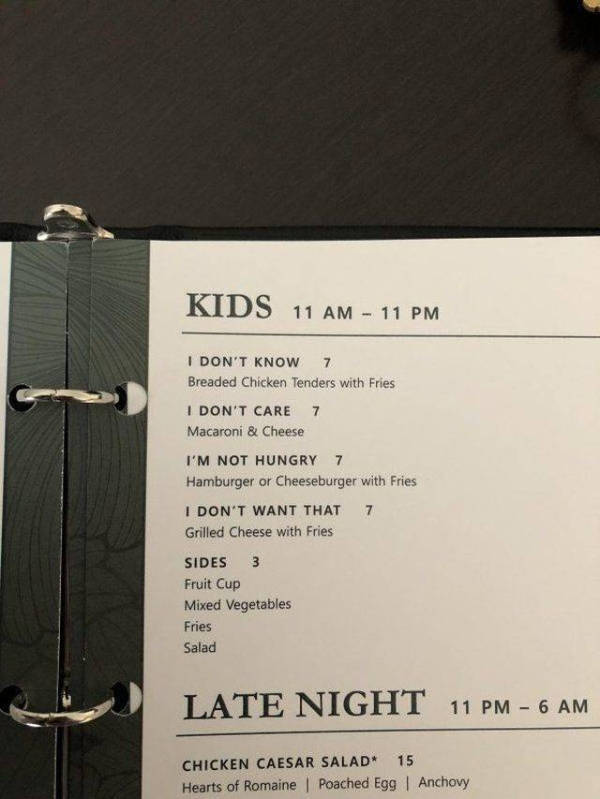 KIDS 11 AM – 11 PM
I DON'T KNOW 7
Breaded Chicken Tenders with Fries
I DON'T CARE 7
Macaroni & Cheese
I'M NOT HUNGRY 7
Hamburger or Cheeseburger with Fries
I DON'T WANT THAT 7
Grilled Cheese with Fries
SIDES 3
Fruit Cup
Mixed Vegetables
Fries
Salad
LATE NIGHT 11 PM – 6 AM
CHICKEN CAESAR SALAD* 15
Hearts of Romaine | Poached Egg | Anchovy